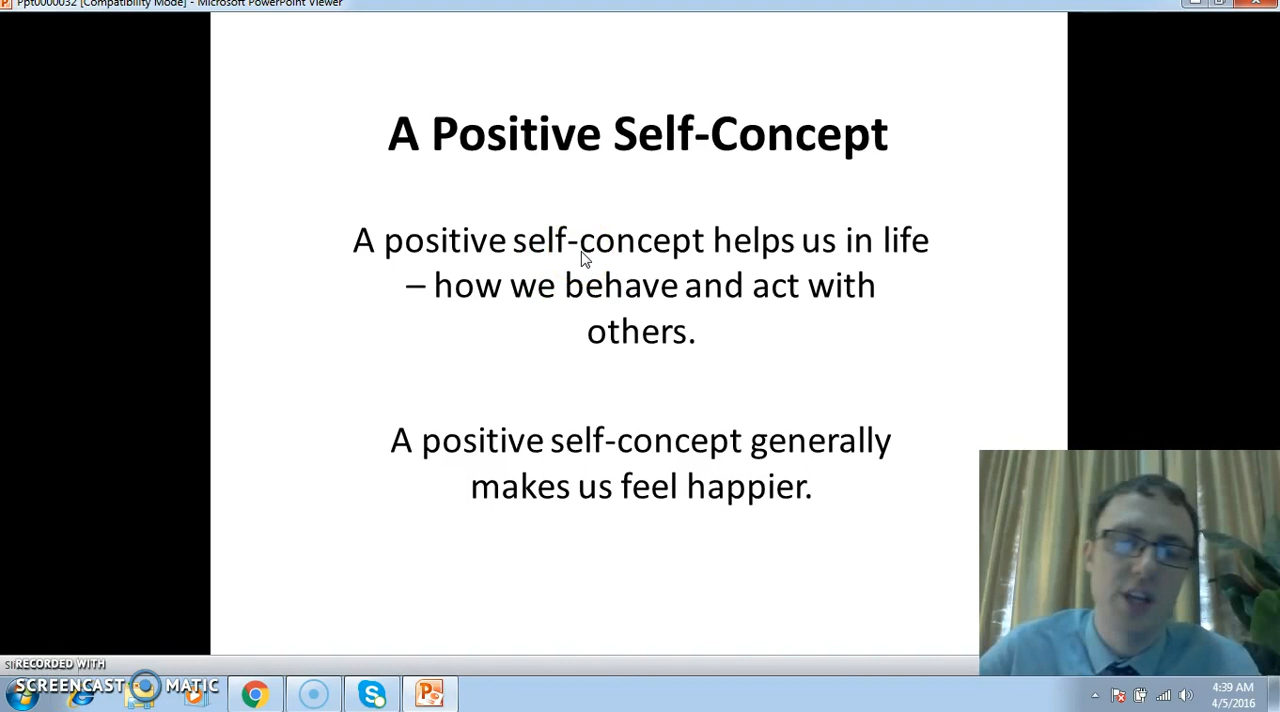 Ppt0000032 [Compatibility Mode] - Microsoft PowerPoint Viewer
A Positive Self-Concept
A positive self-concept helps us in life
– how we behave and act with
others.
A positive self-concept generally
makes us feel happier.
RECORDED WITH
SCREENCAST MATIC
4:39 AM
4/5/2016